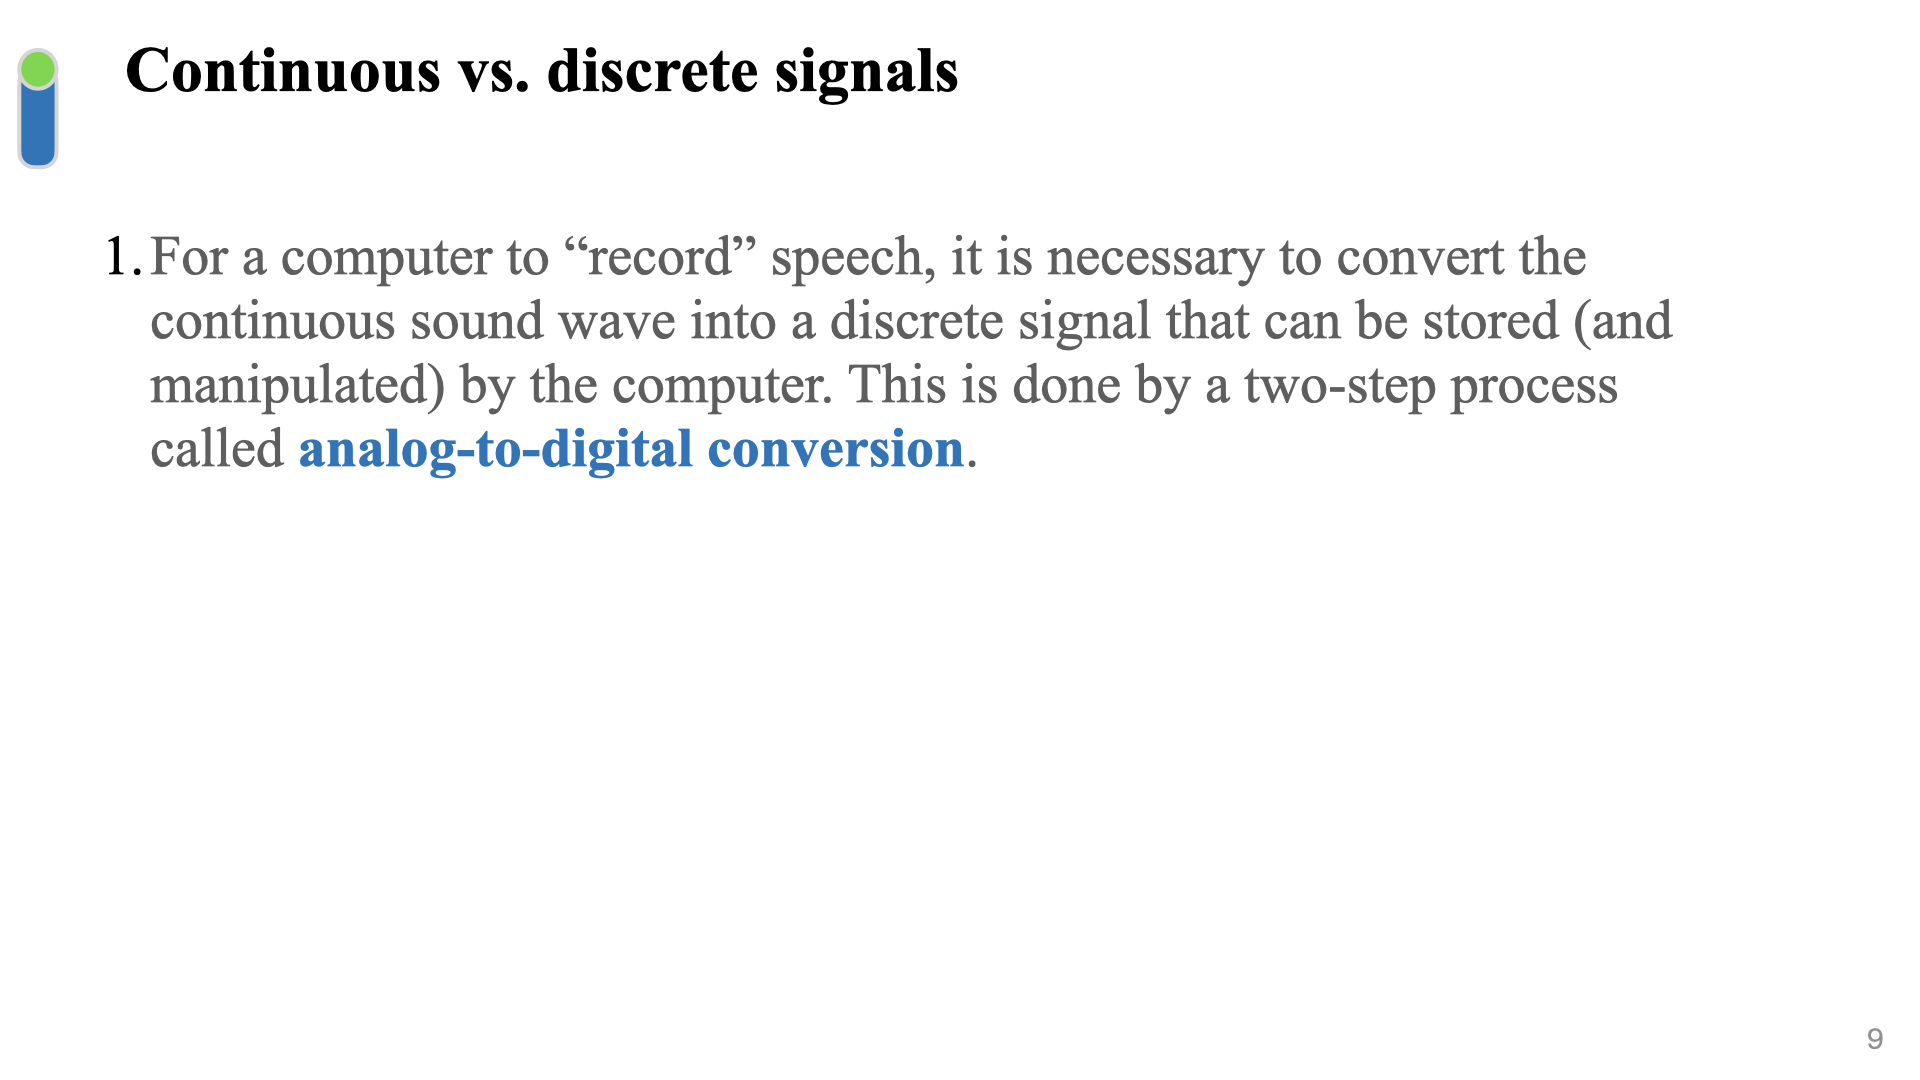 Continuous vs. discrete signals
1. For a computer to “record” speech, it is necessary to convert the
continuous sound wave into a discrete signal that can be stored (and
manipulated) by the computer. This is done by a two-step process
called analog-to-digital conversion.
9